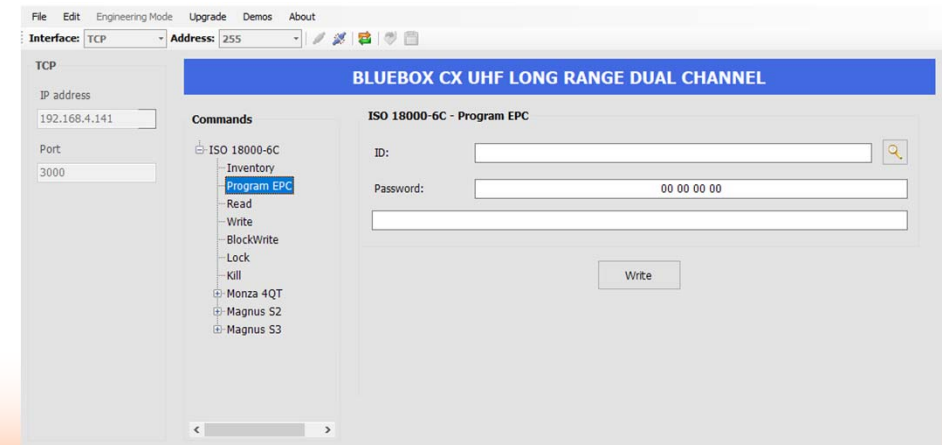 File Edit Engineering Mode Upgrade Demos About
Interface: TCP Address: 255
TCP
IP address
192.168.4.141
Port
3000
BLUEBOX CX UHF LONG RANGE DUAL CHANNEL
Commands
ISO 18000-6C
Inventory
Program EPC
Read
Write
BlockWrite
Lock
Kill
Monza 4QT
Magnus S2
Magnus S3
ISO 18000-6C - Program EPC
ID:
Password: 00 00 00 00
Write